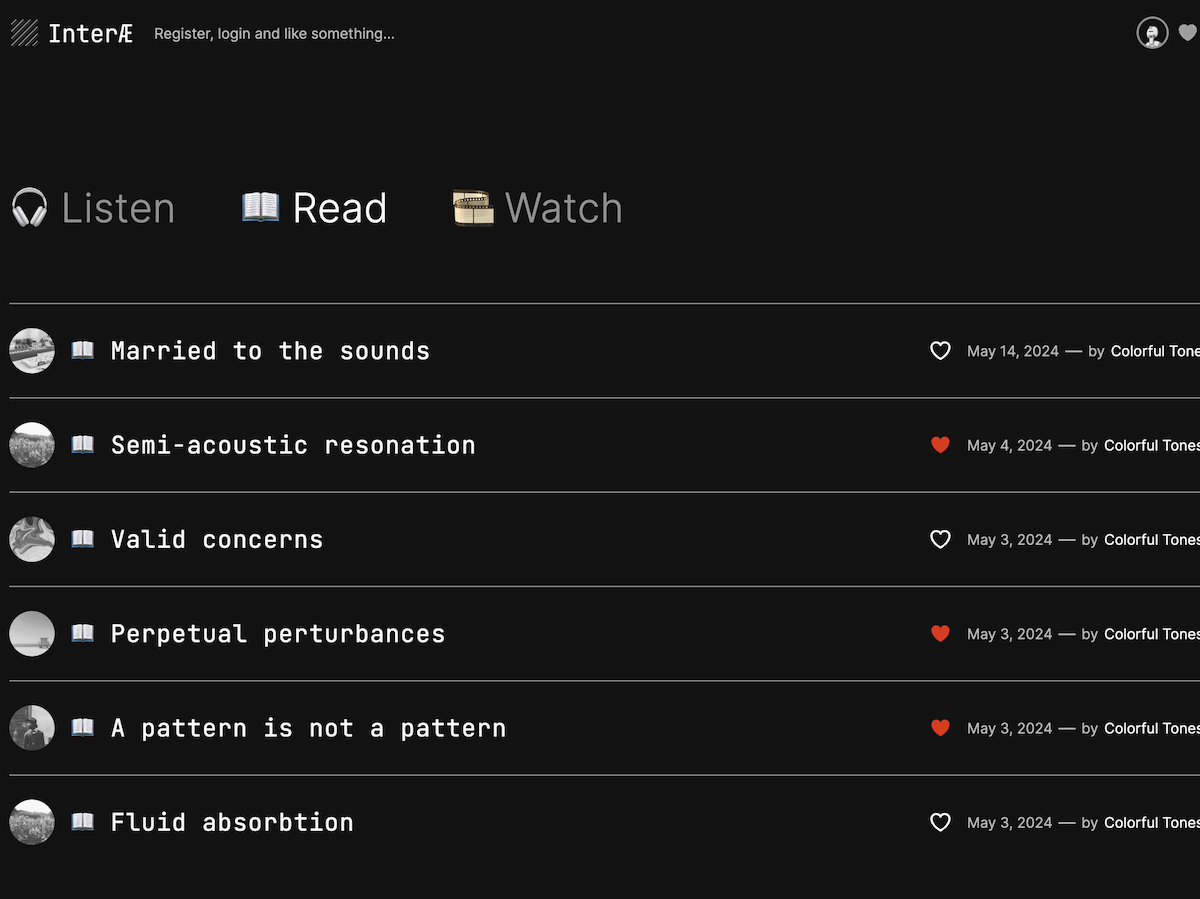 InterÆ Register, login and like something...
Listen Read Watch
Married to the sounds May 14, 2024 — by Colorful Tone
Semi-acoustic resonation May 4, 2024 — by Colorful Tones
Valid concerns May 3, 2024 — by Colorful Tones
Perpetual perturbances May 3, 2024 — by Colorful Tones
A pattern is not a pattern May 3, 2024 — by Colorful Tones
Fluid absorbtion May 3, 2024 — by Colorful Tones